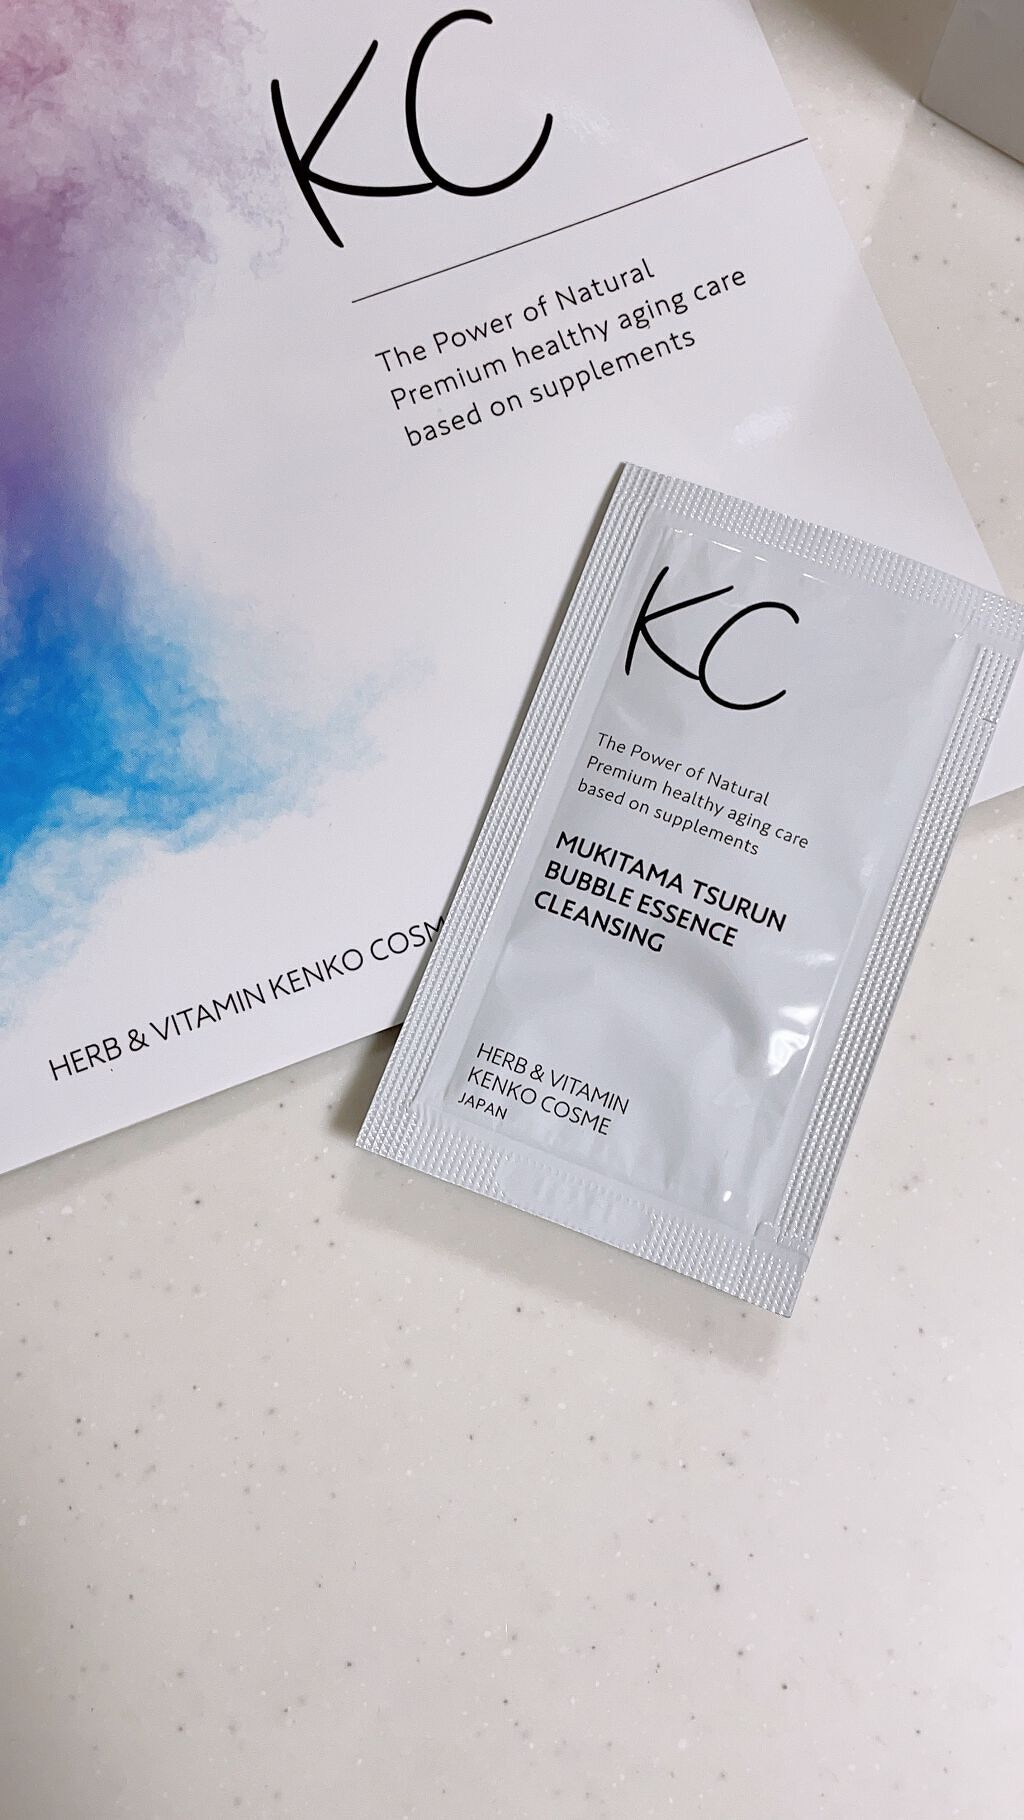 KC
The Power of Natural
Premium healthy aging care
based on supplements
HERB & VITAMIN KENKO COSM
KC
The Power of Natural
Premium healthy aging care
based on supplements
MUKITAMA TSURUN
BUBBLE ESSENCE
CLEANSING
HERB & VITAMIN
KENKO COSME
JAPAN